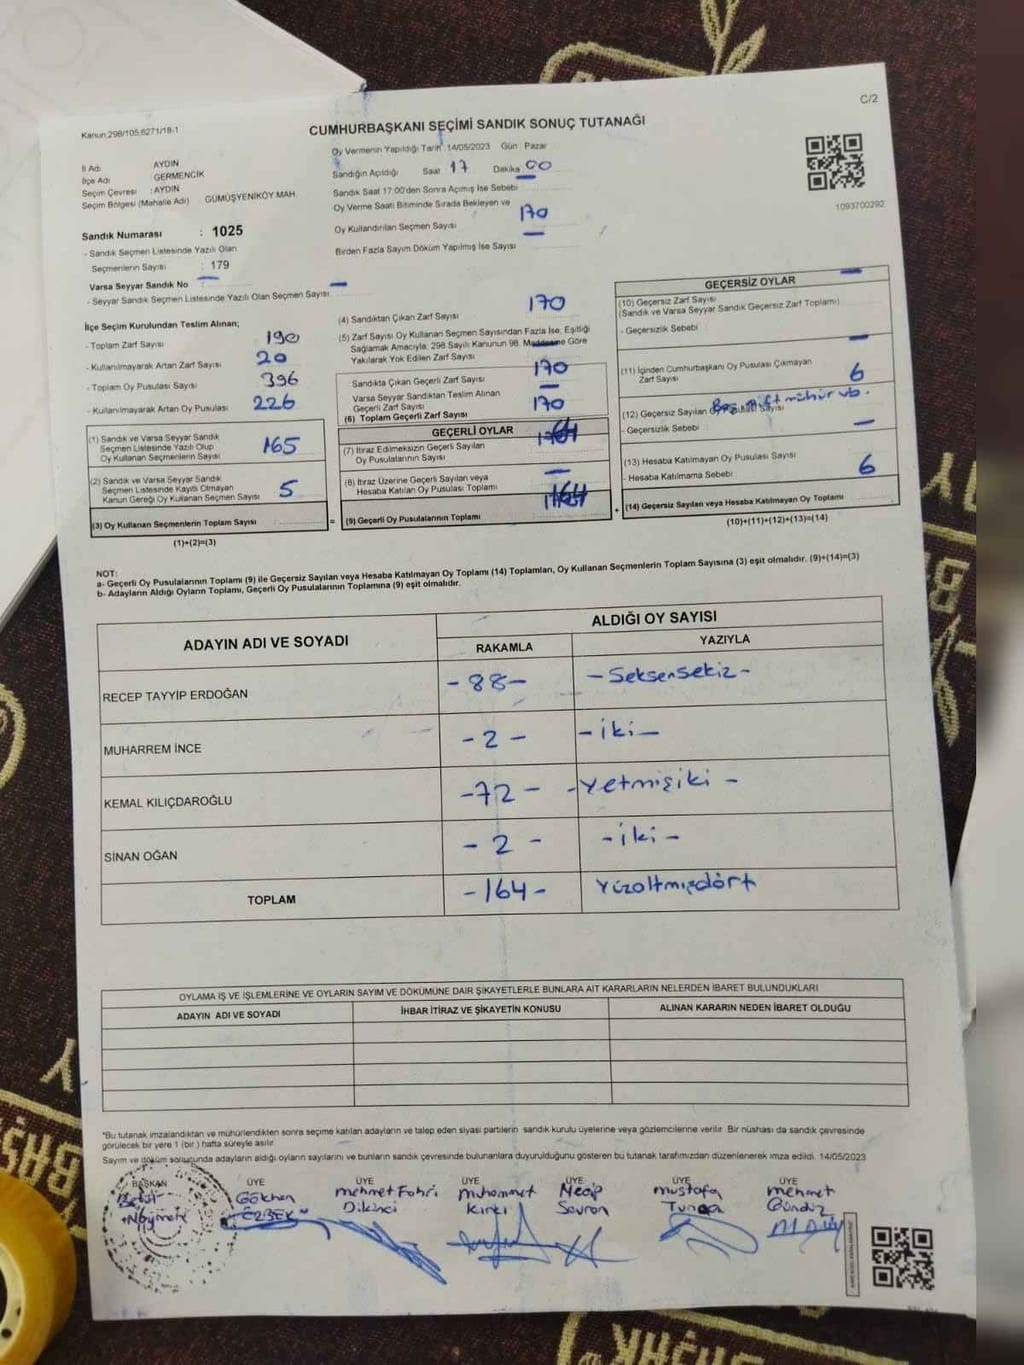 C/2
Kanun:298/105,6271/18-1
CUMHURBAŞKANI SEÇİMİ SANDIK SONUÇ TUTANAĞI
İl Adı AYDIN
İlçe Adı GERMENCİK
Seçim Çevresi : AYDIN
Seçim Bölgesi (Mahalle Adı) GÜMÜŞYENİKÖY MAH.
Oy Vermenin Yapıldığı Tarih 14/05/2023 Gün Pazar
Sandığın Açıldığı Saat 17 Dakika 00
Sandık Saat 17:00'den Sonra Açılmış İse Sebebi
Oy Verme Saati Bitiminde Sırada Bekleyen ve
Oy Kullandırılan Seçmen Sayısı 170
Birden Fazla Sayım Döküm Yapılmış İse Sayısı —
1093700292
Sandık Numarası : 1025
- Sandık Seçmen Listesinde Yazılı Olan
Seçmenlerin Sayısı : 179
Varsa Seyyar Sandık No —
- Seyyar Sandık Seçmen Listesinde Yazılı Olan Seçmen Sayısı —
İlçe Seçim Kurulundan Teslim Alınan;
- Toplam Zarf Sayısı 190
- Kullanılmayarak Artan Zarf Sayısı 20
- Toplam Oy Pusulası Sayısı 396
- Kullanılmayarak Artan Oy Pusulası 226
(1) Sandık ve Varsa Seyyar Sandık
Seçmen Listesinde Yazılı Olup
Oy Kullanan Seçmenlerin Sayısı 165
(2) Sandık ve Varsa Seyyar Sandık
Seçmen Listesinde Kayıtlı Olmayan
Kanun Gereği Oy Kullanan Seçmen Sayısı 5
(3) Oy Kullanan Seçmenlerin Toplam Sayısı
(1)+(2)=(3)
(4) Sandıktan Çıkan Zarf Sayısı 170
(5) Zarf Sayısı Oy Kullanan Seçmen Sayısından Fazla İse, Eşitliği
Sağlamak Amacıyla, 298 Sayılı Kanunun 98. Maddesine Göre
Yakılarak Yok Edilen Zarf Sayısı —
Sandıkta Çıkan Geçerli Zarf Sayısı 170
Varsa Seyyar Sandıktan Teslim Alınan
Geçerli Zarf Sayısı —
(6) Toplam Geçerli Zarf Sayısı 170
GEÇERLİ OYLAR
(7) İtiraz Edilmeksizin Geçerli Sayılan
Oy Pusulalarının Sayısı 164
(8) İtiraz Üzerine Geçerli Sayılan veya
Hesaba Katılan Oy Pusulası Toplamı —
(9) Geçerli Oy Pusulalarının Toplamı 164
GEÇERSİZ OYLAR
(10) Geçersiz Zarf Sayısı —
(Sandık ve Varsa Seyyar Sandık Geçersiz Zarf Toplamı)
- Geçersizlik Sebebi
(11) İçinden Cumhurbaşkanı Oy Pusulası Çıkmayan
Zarf Sayısı —
(12) Geçersiz Sayılan Oy Pusulası Sayısı 6
- Geçersizlik Sebebi Boş, çift mühür vb.
(13) Hesaba Katılmayan Oy Pusulası Sayısı —
- Hesaba Katılmama Sebebi
(14) Geçersiz Sayılan veya Hesaba Katılmayan Oy Toplamı 6
(10)+(11)+(12)+(13)=(14)
NOT:
a- Geçerli Oy Pusulalarının Toplamı (9) ile Geçersiz Sayılan veya Hesaba Katılmayan Oy Toplamı (14) Toplamları, Oy Kullanan Seçmenlerin Toplam Sayısına (3) eşit olmalıdır. (9)+(14)=(3)
b- Adayların Aldığı Oyların Toplamı, Geçerli Oy Pusulalarının Toplamına (9) eşit olmalıdır.
ADAYIN ADI VE SOYADI ALDIĞI OY SAYISI
RAKAMLA YAZIYLA
RECEP TAYYİP ERDOĞAN -88- -Seksensekiz-
MUHARREM İNCE -2- -iki-
KEMAL KILIÇDAROĞLU -72- -Yetmişiki-
SİNAN OĞAN -2- -iki-
TOPLAM -164- Yüzaltmışdört
OYLAMA İŞ VE İŞLEMLERİNE VE OYLARIN SAYIM VE DÖKÜMÜNE DAİR ŞİKAYETLERLE BUNLARA AİT KARARLARIN NELERDEN İBARET BULUNDUKLARI
ADAYIN ADI VE SOYADI İHBAR İTİRAZ VE ŞİKAYETİN KONUSU ALINAN KARARIN NEDEN İBARET OLDUĞU
*Bu tutanak imzalandıktan ve mühürlendikten sonra seçime katılan adayların ve talep eden siyasi partilerin sandık kurulu üyelerine veya gözlemcilerine verilir. Bir nüshası da sandık çevresinde
görülecek bir yere 1 (bir) hafta süreyle asılır.
Sayım ve döküm sonucunda adayların aldığı oyların sayılarını ve bunların sandık çevresinde bulunanlara duyurulduğunu gösteren bu tutanak tarafımızdan düzenlenerek imza edildi. 14/05/2023
BAŞKAN ÜYE ÜYE ÜYE ÜYE ÜYE ÜYE
Gökhan mehmet Fahri muhammet Necip mustafa mehmet
ÖZBEK Dikinci Kırkı Savran Tunca Gündüz